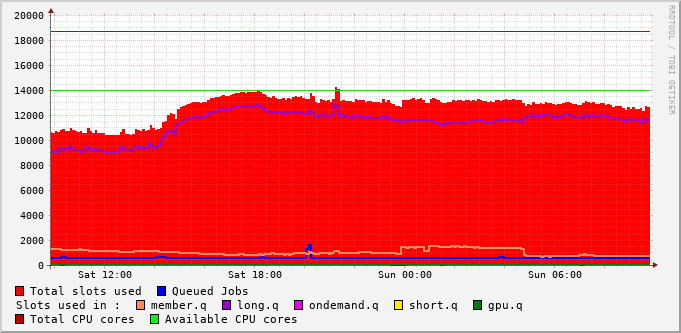 20000
18000
16000
14000
12000
10000
8000
6000
4000
2000
0
Sat 12:00 Sat 18:00 Sun 00:00 Sun 06:00
RRDTOOL / TOBI OETIKER
Total slots used Queued Jobs
Slots used in : member.q long.q ondemand.q short.q gpu.q
Total CPU cores Available CPU cores